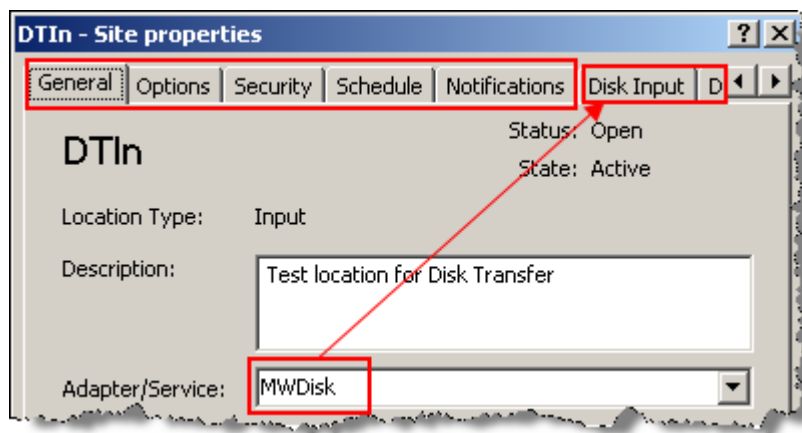 DTIn - Site properties ? X
General Options Security Schedule Notifications Disk Input D
DTIn
Status: Open
State: Active
Location Type: Input
Description: Test location for Disk Transfer
Adapter/Service: MWDisk